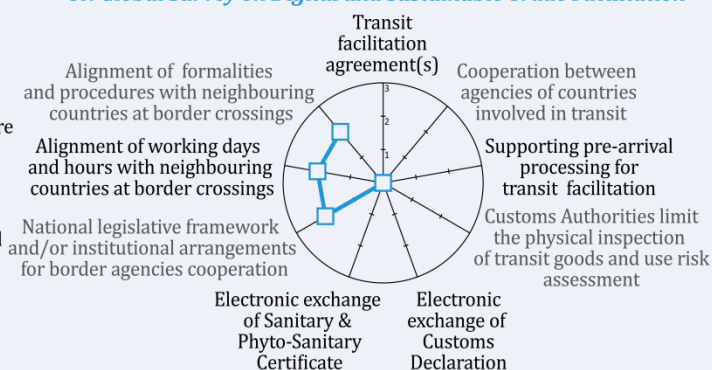 Transit
facilitation
agreement(s)
3
2
1
Cooperation between
agencies of countries
involved in transit
Supporting pre-arrival
processing for
transit facilitation
Customs Authorities limit
the physical inspection
of transit goods and use risk
assessment
Electronic
exchange of
Customs
Declaration
Electronic exchange
of Sanitary &
Phyto-Sanitary
Certificate
National legislative framework
and/or institutional arrangements
for border agencies cooperation
Alignment of working days
and hours with neighbouring
countries at border crossings
Alignment of formalities
and procedures with neighbouring
countries at border crossings